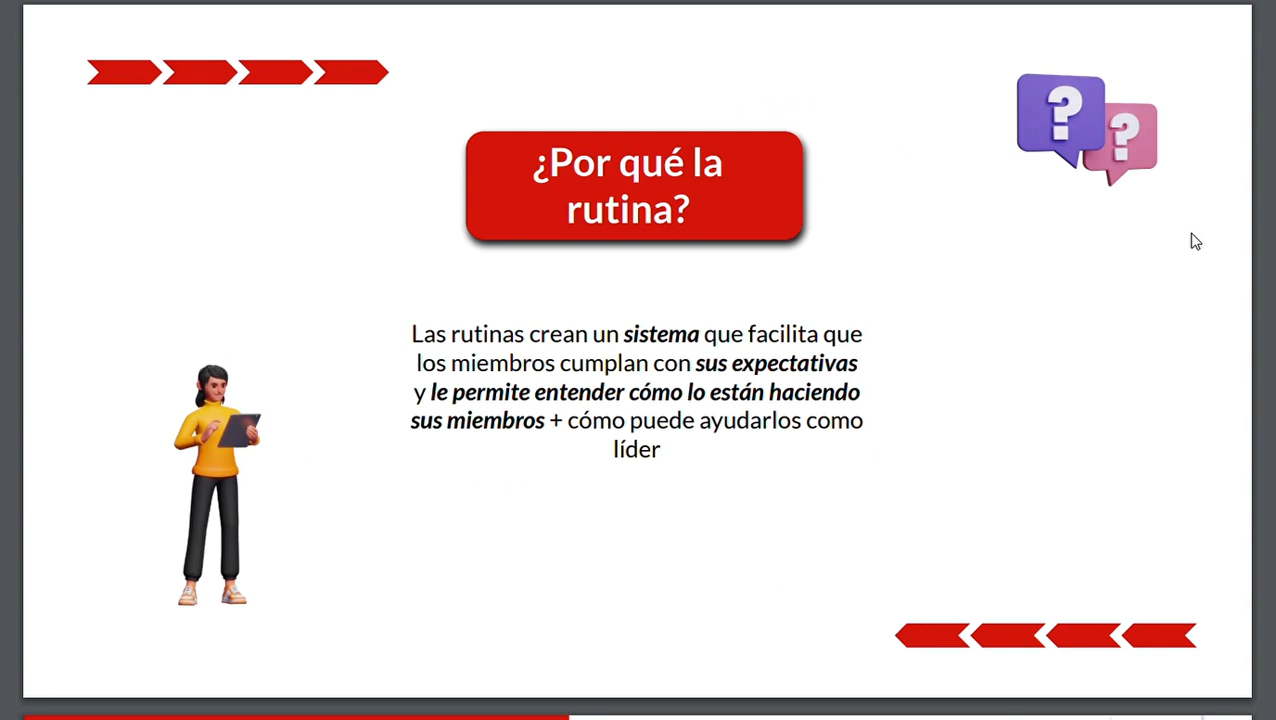 ¿Por qué la
rutina?
Las rutinas crean un sistema que facilita que
los miembros cumplan con sus expectativas
y le permite entender cómo lo están haciendo
sus miembros + cómo puede ayudarlos como
líder
? ?